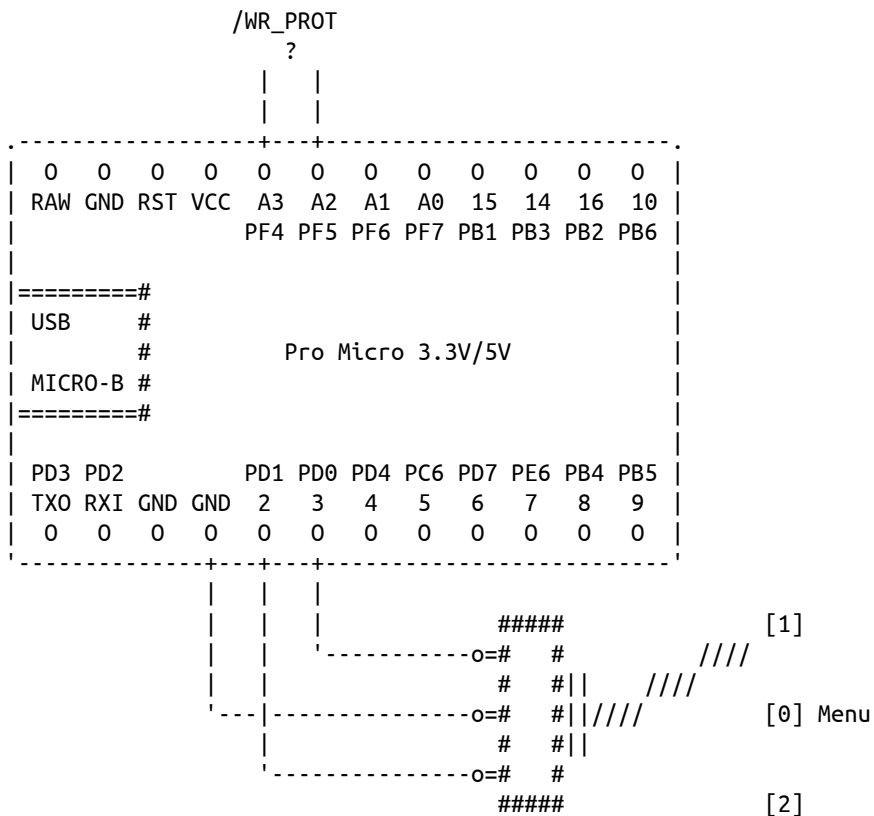 /WR_PROT
?
| |
| |
.------------------+---+--------------------------.
| O O O O O O O O O O O O |
| RAW GND RST VCC A3 A2 A1 A0 15 14 16 10 |
| PF4 PF5 PF6 PF7 PB1 PB3 PB2 PB6 |
| |
|=========# |
| USB # |
| # Pro Micro 3.3V/5V |
| MICRO-B # |
|=========# |
| |
| PD3 PD2 PD1 PD0 PD4 PC6 PD7 PE6 PB4 PB5 |
| TXO RXI GND GND 2 3 4 5 6 7 8 9 |
| O O O O O O O O O O O O |
'--------------+---+---+--------------------------'
| | |
| | | ##### [1]
| | '-----------o=# # ////
| | # #|| ////
'---|---------------o=# #||//// [0] Menu
| # #||
'---------------o=# #
##### [2]